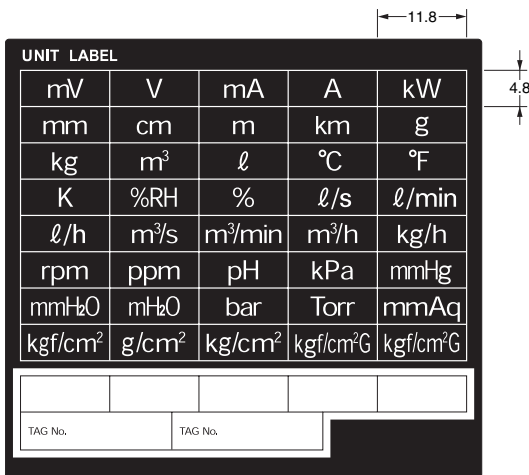 11.8
UNIT LABEL
4.8
mV V mA A kW
mm cm m km g
kg m³ ℓ °C °F
K %RH % ℓ/s ℓ/min
ℓ/h m³/s m³/min m³/h kg/h
rpm ppm pH kPa mmHg
mmH₂O mH₂O bar Torr mmAq
kgf/cm² g/cm² kg/cm² kgf/cm²G kgf/cm²G
TAG No. TAG No.